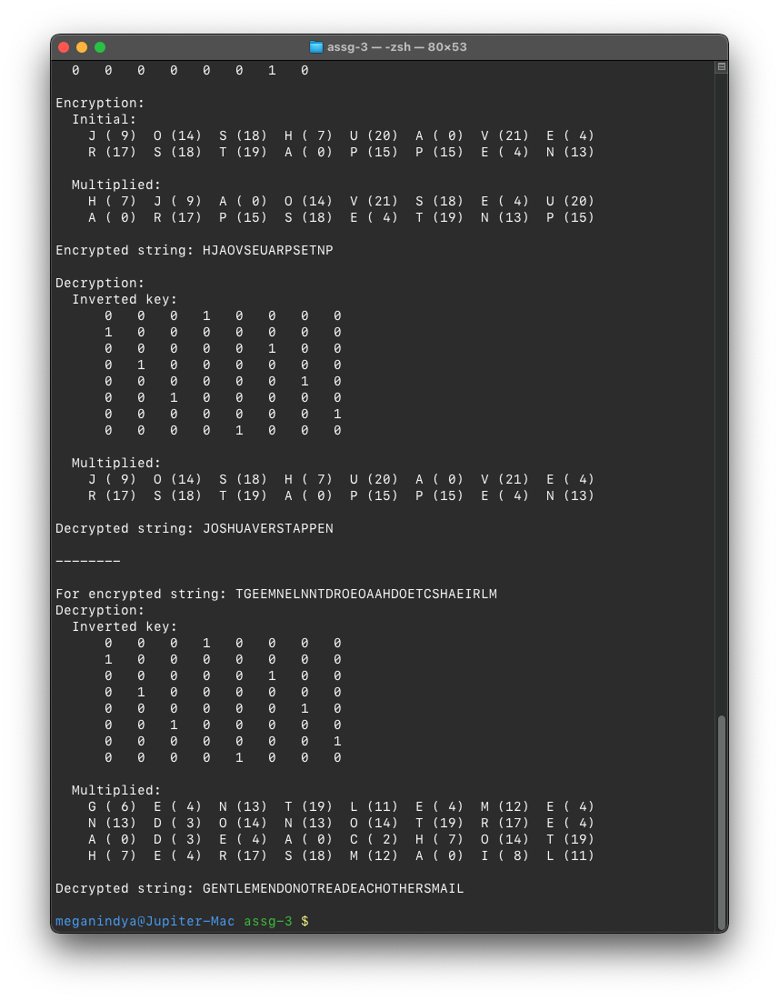 assg-3 — -zsh — 80×53
0 0 0 0 0 0 1 0
Encryption:
Initial:
J ( 9) O (14) S (18) H ( 7) U (20) A ( 0) V (21) E ( 4)
R (17) S (18) T (19) A ( 0) P (15) P (15) E ( 4) N (13)
Multiplied:
H ( 7) J ( 9) A ( 0) O (14) V (21) S (18) E ( 4) U (20)
A ( 0) R (17) P (15) S (18) E ( 4) T (19) N (13) P (15)
Encrypted string: HJAOVSEUARPSETNP
Decryption:
Inverted key:
0 0 0 1 0 0 0 0
1 0 0 0 0 0 0 0
0 0 0 0 0 1 0 0
0 1 0 0 0 0 0 0
0 0 0 0 0 0 1 0
0 0 1 0 0 0 0 0
0 0 0 0 0 0 0 1
0 0 0 0 1 0 0 0
Multiplied:
J ( 9) O (14) S (18) H ( 7) U (20) A ( 0) V (21) E ( 4)
R (17) S (18) T (19) A ( 0) P (15) P (15) E ( 4) N (13)
Decrypted string: JOSHUAVERSTAPPEN
--------
For encrypted string: TGEEMNELNNTDROEOAAHDOETCSHAEIRLM
Decryption:
Inverted key:
0 0 0 1 0 0 0 0
1 0 0 0 0 0 0 0
0 0 0 0 0 1 0 0
0 1 0 0 0 0 0 0
0 0 0 0 0 0 1 0
0 0 1 0 0 0 0 0
0 0 0 0 0 0 0 1
0 0 0 0 1 0 0 0
Multiplied:
G ( 6) E ( 4) N (13) T (19) L (11) E ( 4) M (12) E ( 4)
N (13) D ( 3) O (14) N (13) O (14) T (19) R (17) E ( 4)
A ( 0) D ( 3) E ( 4) A ( 0) C ( 2) H ( 7) O (14) T (19)
H ( 7) E ( 4) R (17) S (18) M (12) A ( 0) I ( 8) L (11)
Decrypted string: GENTLEMENDONOTREADEACHOTHERSMAIL
meganindya@Jupiter-Mac assg-3 $